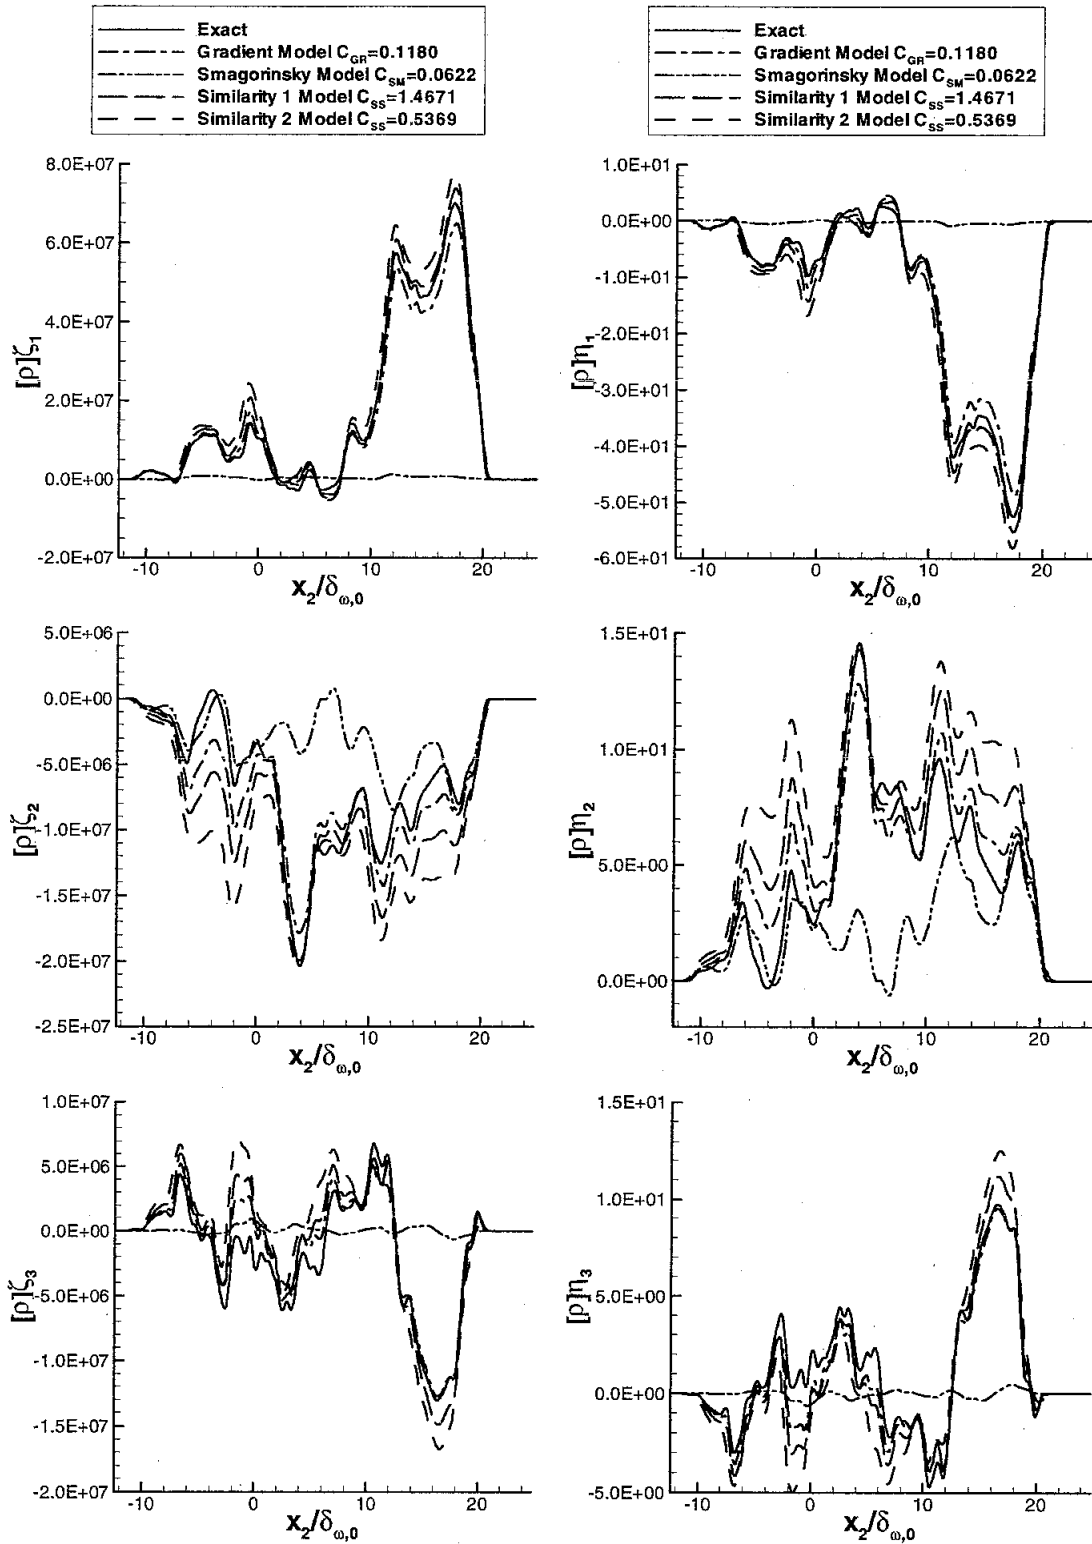 Exact
Gradient Model C_GR=0.1180
Smagorinsky Model C_SM=0.0622
Similarity 1 Model C_SS=1.4671
Similarity 2 Model C_SS=0.5369
Exact
Gradient Model C_GR=0.1180
Smagorinsky Model C_SM=0.0622
Similarity 1 Model C_SS=1.4671
Similarity 2 Model C_SS=0.5369
8.0E+07
6.0E+07
4.0E+07
2.0E+07
0.0E+00
-2.0E+07
[ρ]ζ₁
-10
0
10
20
x₂/δ_ω,0
1.0E+01
0.0E+00
-1.0E+01
-2.0E+01
-3.0E+01
-4.0E+01
-5.0E+01
-6.0E+01
[ρ]η₁
-10
0
10
20
x₂/δ_ω,0
5.0E+06
0.0E+00
-5.0E+06
-1.0E+07
-1.5E+07
-2.0E+07
-2.5E+07
[ρ]ζ₂
-10
0
10
20
x₂/δ_ω,0
1.5E+01
1.0E+01
5.0E+00
0.0E+00
[ρ]η₂
-10
0
10
20
x₂/δ_ω,0
1.0E+07
5.0E+06
0.0E+00
-5.0E+06
-1.0E+07
-1.5E+07
-2.0E+07
[ρ]ζ₃
-10
0
10
20
x₂/δ_ω,0
1.5E+01
1.0E+01
5.0E+00
0.0E+00
-5.0E+00
[ρ]η₃
-10
0
10
20
x₂/δ_ω,0